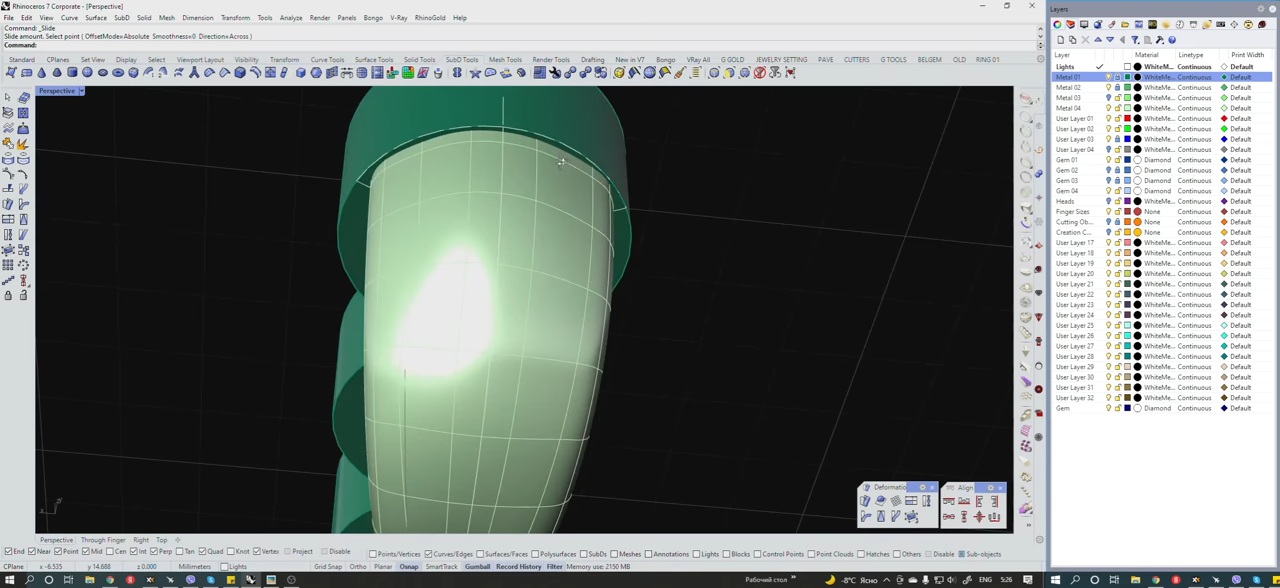 Rhinoceros 7 Corporate - [Perspective]
File Edit View Curve Surface SubD Solid Mesh Dimension Transform Tools Analyze Render Panels Bongo V-Ray RhinoGold Window Help
Command: _Slide
Slide amount. Select point ( OffsetMode=Absolute Smoothness=0 Direction=Across )
Command:
Standard CPlanes Set View Display Select Viewport Layout Visibility Transform Curve Tools Surface Tools Solid Tools SubD Tools Mesh Tools Render Tools Drafting New in V7 Bongo VRay All G GOLD PAVE CUTTERS G JEWELRY PENS BELGEM OLD RING 01
Perspective
Deformatio...
Align
Perspective Through Finger Right Top
End Near Point Mid Cen Int Perp Tan Quad Knot Vertex Project Disable
Points/Vertices Curves/Edges Surfaces/Faces Polysurfaces SubDs Meshes Annotations Lights Blocks Control Points Point Clouds Hatches Others Disable Sub-objects
CPlane x -6.535 y 14.688 z 0.000 Millimeters Lights Grid Snap Ortho Planar Osnap SmartTrack Gumball Record History Filter Memory use: 2150 MB
Рабочий стол -8°C Ясно ENG 5:26
Layers
Layer Material Linetype Print Width
Lights WhiteM... Continuous Default
Metal 01 WhiteMe... Continuous Default
Metal 02 WhiteMe... Continuous Default
Metal 03 WhiteMe... Continuous Default
Metal 04 WhiteMe... Continuous Default
User Layer 01 WhiteMe... Continuous Default
User Layer 02 WhiteMe... Continuous Default
User Layer 03 WhiteMe... Continuous Default
User Layer 04 WhiteMe... Continuous Default
Gem 01 Diamond Continuous Default
Gem 02 Diamond Continuous Default
Gem 03 Diamond Continuous Default
Gem 04 Diamond Continuous Default
Heads WhiteMe... Continuous Default
Finger Sizes None Continuous Default
Cutting Ob... None Continuous Default
Creation C... None Continuous Default
User Layer 17 WhiteMe... Continuous Default
User Layer 18 WhiteMe... Continuous Default
User Layer 19 WhiteMe... Continuous Default
User Layer 20 WhiteMe... Continuous Default
User Layer 21 WhiteMe... Continuous Default
User Layer 22 WhiteMe... Continuous Default
User Layer 23 WhiteMe... Continuous Default
User Layer 24 WhiteMe... Continuous Default
User Layer 25 WhiteMe... Continuous Default
User Layer 26 WhiteMe... Continuous Default
User Layer 27 WhiteMe... Continuous Default
User Layer 28 WhiteMe... Continuous Default
User Layer 29 WhiteMe... Continuous Default
User Layer 30 WhiteMe... Continuous Default
User Layer 31 WhiteMe... Continuous Default
User Layer 32 WhiteMe... Continuous Default
Gem Diamond Continuous Default
ENG 5:26